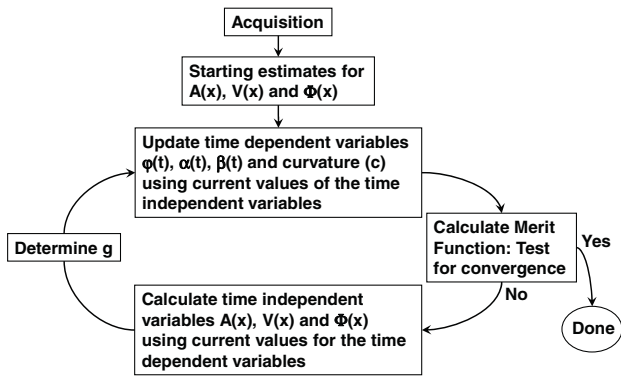 Acquisition
Starting estimates for
A(x), V(x) and Φ(x)
Update time dependent variables
φ(t), α(t), β(t) and curvature (c)
using current values of the time
independent variables
Calculate Merit
Function: Test
for convergence
Yes
No
Done
Calculate time independent
variables A(x), V(x) and Φ(x)
using current values for the time
dependent variables
Determine g